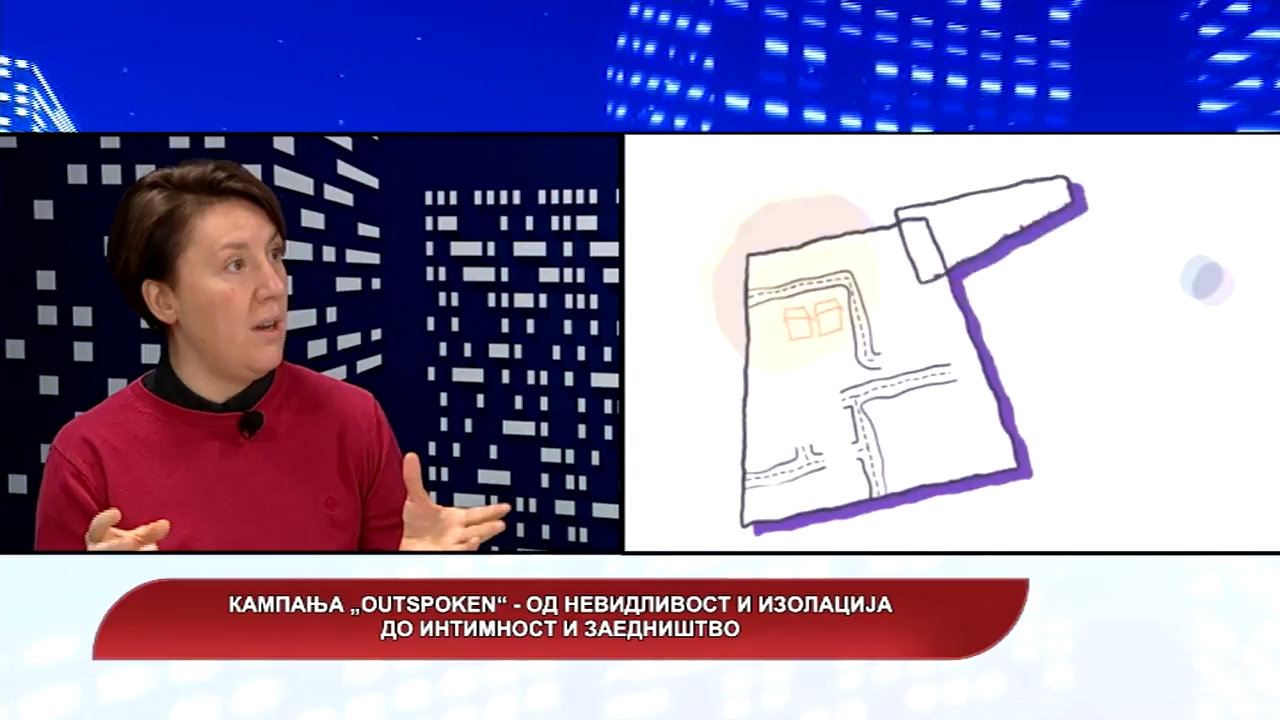 КАМПАЊА „OUTSPOKEN“ - ОД НЕВИДЛИВОСТ И ИЗОЛАЦИЈА
ДО ИНТИМНОСТ И ЗАЕДНИШТВО